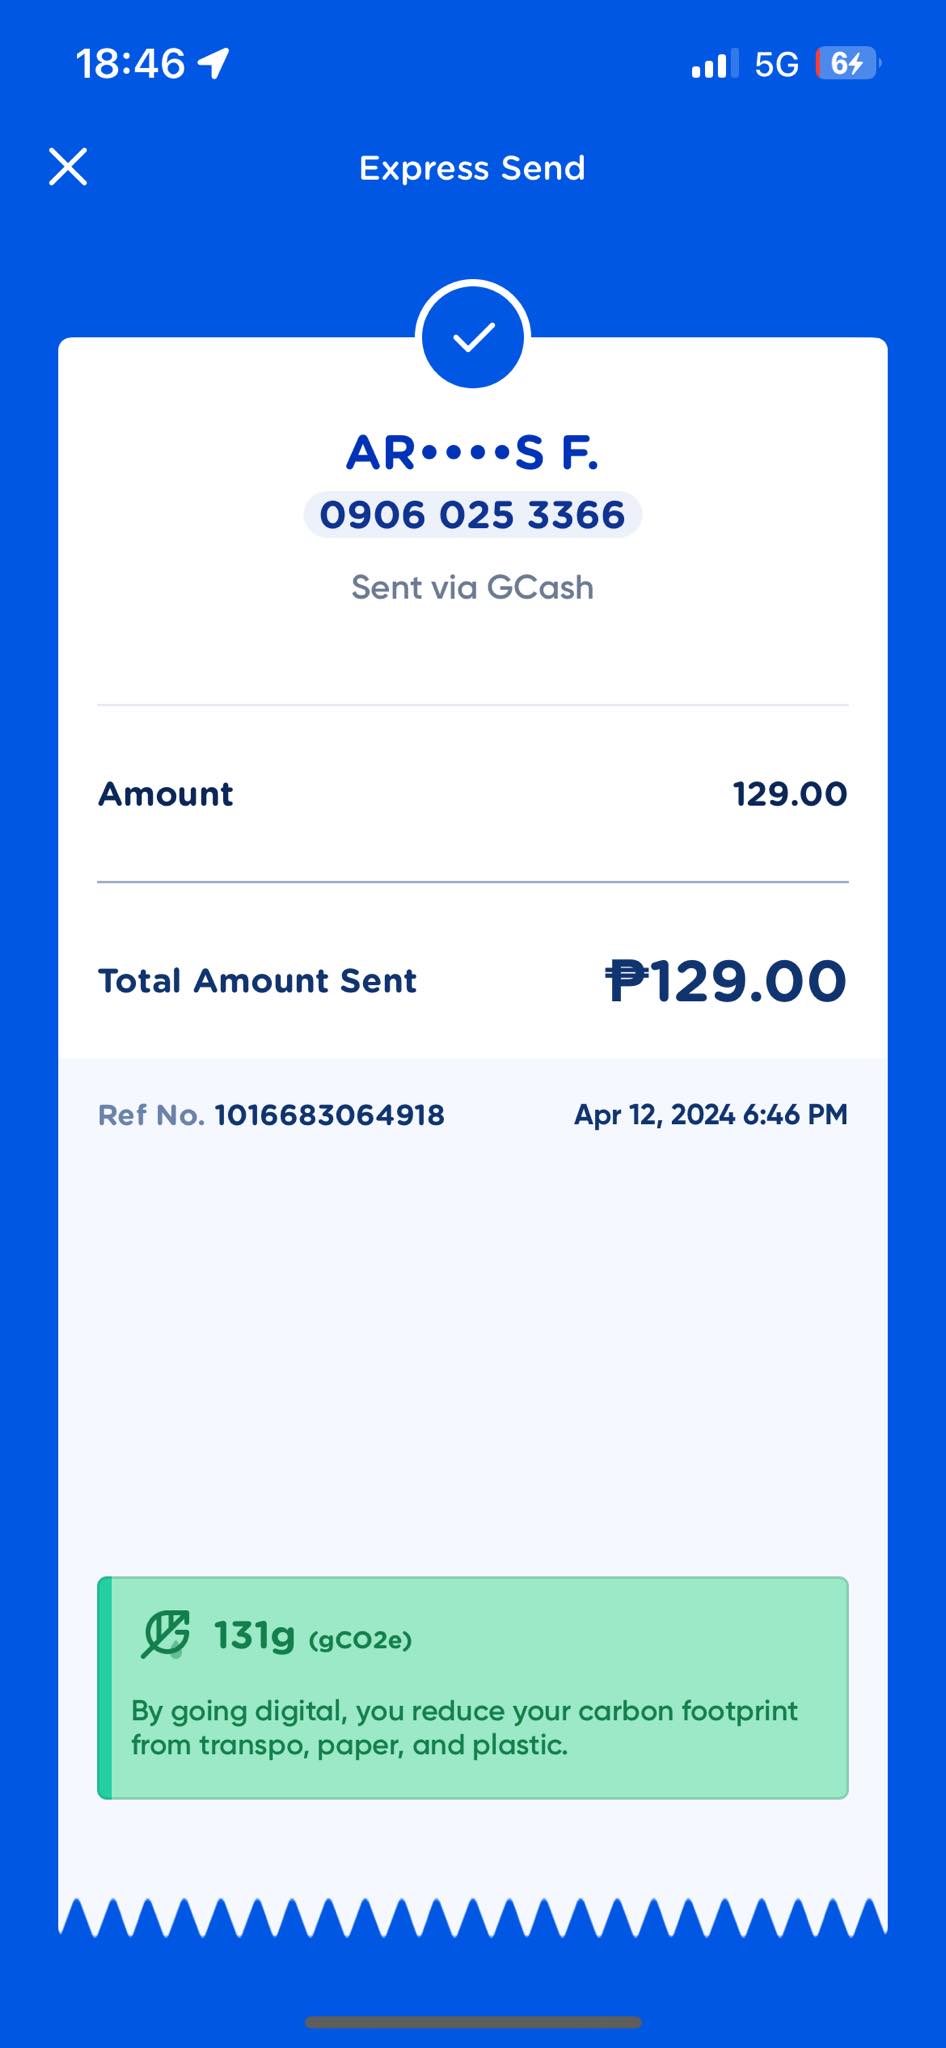 18:46 5G 6
Express Send
AR••••S F.
0906 025 3366
Sent via GCash
Amount 129.00
Total Amount Sent ₱129.00
Ref No. 1016683064918 Apr 12, 2024 6:46 PM
131g (gCO2e)
By going digital, you reduce your carbon footprint
from transpo, paper, and plastic.